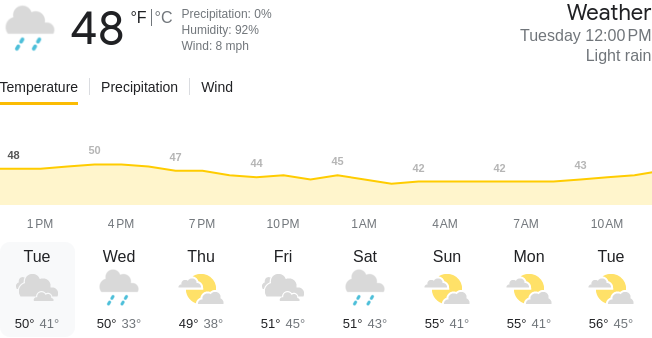 48 °F | °C
Precipitation: 0%
Humidity: 92%
Wind: 8 mph
Weather
Tuesday 12:00 PM
Light rain
Temperature | Precipitation | Wind
48 50 47 44 45 42 42 43
1 PM 4 PM 7 PM 10 PM 1 AM 4 AM 7 AM 10 AM
Tue Wed Thu Fri Sat Sun Mon Tue
50° 41° 50° 33° 49° 38° 51° 45° 51° 43° 55° 41° 55° 41° 56° 45°